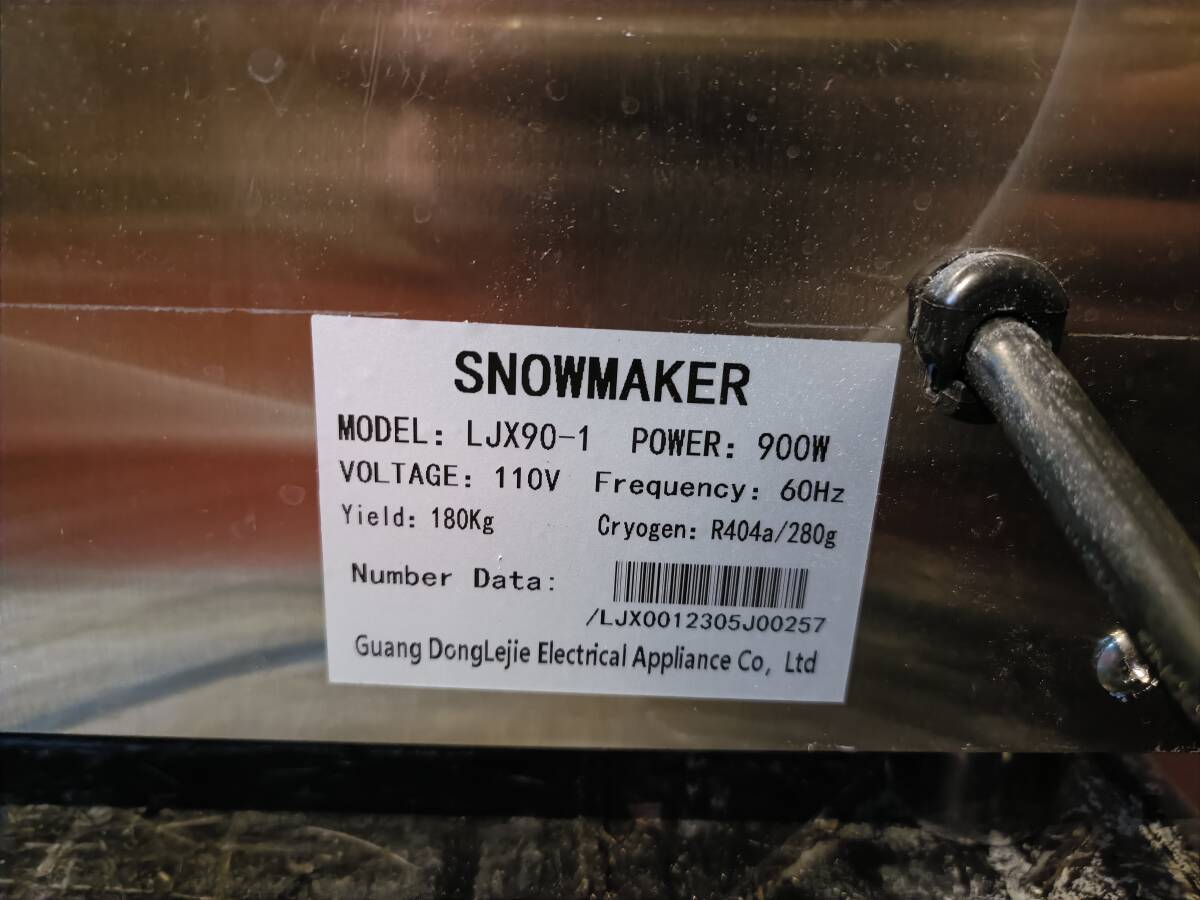 SNOWMAKER
MODEL: LJX90-1 POWER: 900W
VOLTAGE: 110V Frequency: 60Hz
Yield: 180Kg Cryogen: R404a/280g
Number Data:
/LJX0012305J00257
Guang DongLejie Electrical Appliance Co, Ltd